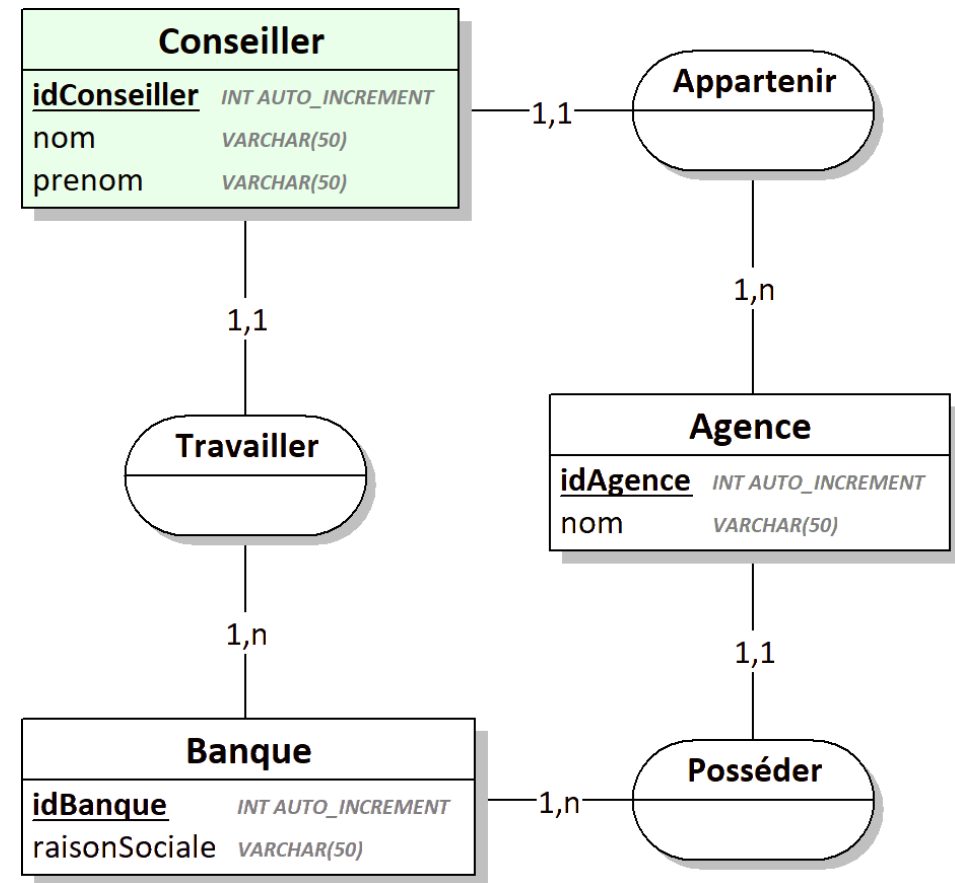 Conseiller
idConseiller INT AUTO_INCREMENT
nom VARCHAR(50)
prenom VARCHAR(50)
1,1
Appartenir
1,n
1,1
Travailler
Agence
idAgence INT AUTO_INCREMENT
nom VARCHAR(50)
1,n
1,1
Banque
idBanque INT AUTO_INCREMENT
raisonSociale VARCHAR(50)
1,n
Posséder